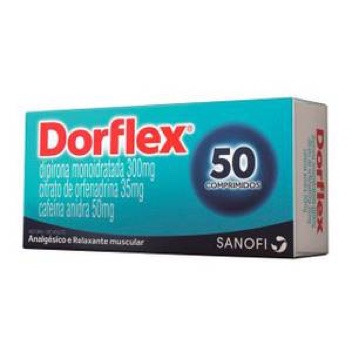 Dorflex®
dipirona monoidratada 300mg
citrato de orfenadrina 35mg
cafeína anidra 50mg
Analgésico e Relaxante muscular
50
COMPRIMIDOS
SANOFI
Dorflex